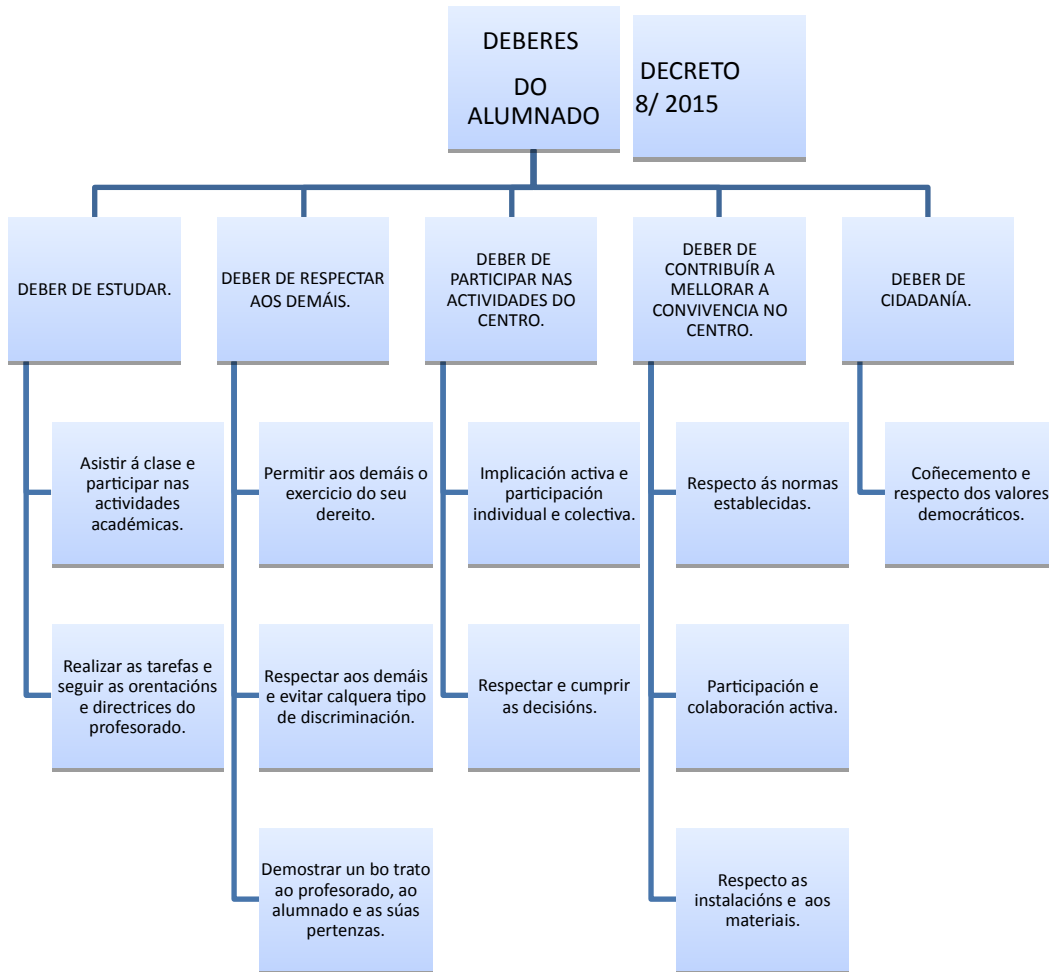 DEBERES
DO
ALUMNADO
DECRETO
8/ 2015
DEBER DE ESTUDAR.
DEBER DE RESPECTAR
AOS DEMÁIS.
DEBER DE
PARTICIPAR NAS
ACTIVIDADES DO
CENTRO.
DEBER DE
CONTRIBUÍR A
MELLORAR A
CONVIVENCIA NO
CENTRO.
DEBER DE
CIDADANÍA.
Asistir á clase e
participar nas
actividades
académicas.
Permitir aos demáis o
exercicio do seu
dereito.
Implicación activa e
participación
individual e colectiva.
Respecto ás normas
establecidas.
Coñecemento e
respecto dos valores
democráticos.
Realizar as tarefas e
seguir as orentacións
e directrices do
profesorado.
Respectar aos demáis
e evitar calquera tipo
de discriminación.
Respectar e cumprir
as decisións.
Participación e
colaboración activa.
Demostrar un bo trato
ao profesorado, ao
alumnado e as súas
pertenzas.
Respecto as
instalacións e  aos
materiais.